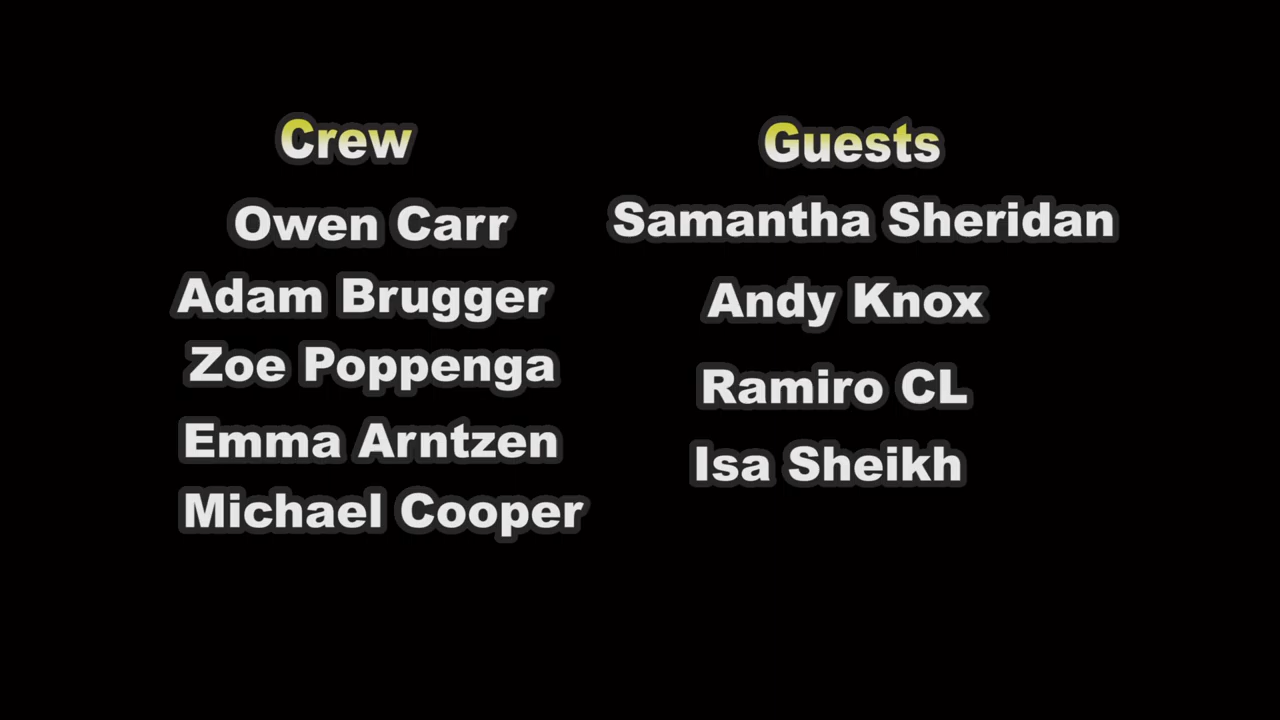 Crew
Owen Carr
Adam Brugger
Zoe Poppenga
Emma Arntzen
Michael Cooper
Guests
Samantha Sheridan
Andy Knox
Ramiro CL
Isa Sheikh